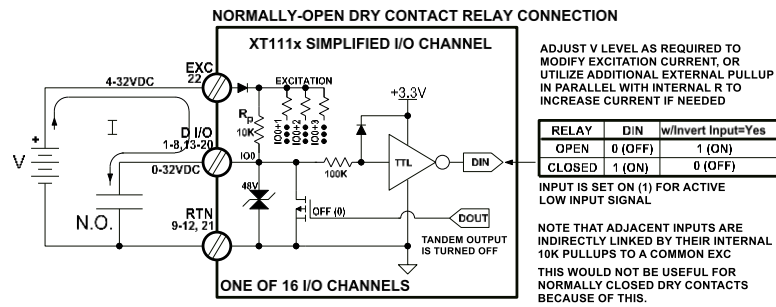 NORMALLY-OPEN DRY CONTACT RELAY CONNECTION
XT111x SIMPLIFIED I/O CHANNEL
EXC
22
4-32VDC
EXCITATION
+3.3V
RP
10K
IO0+1
IO0+2
IO0+3
I
D I/O
1-8,13-20
IO0
0-32VDC
100K
TTL
DIN
+
V
48V
N.O.
OFF (0)
DOUT
RTN
9-12, 21
TANDEM OUTPUT
IS TURNED OFF
ONE OF 16 I/O CHANNELS
ADJUST V LEVEL AS REQUIRED TO
MODIFY EXCITATION CURRENT, OR
UTILIZE ADDITIONAL EXTERNAL PULLUP
IN PARALLEL WITH INTERNAL R TO
INCREASE CURRENT IF NEEDED
RELAY DIN w/Invert Input=Yes
OPEN 0 (OFF) 1 (ON)
CLOSED 1 (ON) 0 (OFF)
INPUT IS SET ON (1) FOR ACTIVE
LOW INPUT SIGNAL
NOTE THAT ADJACENT INPUTS ARE
INDIRECTLY LINKED BY THEIR INTERNAL
10K PULLUPS TO A COMMON EXC
THIS WOULD NOT BE USEFUL FOR
NORMALLY CLOSED DRY CONTACTS
BECAUSE OF THIS.